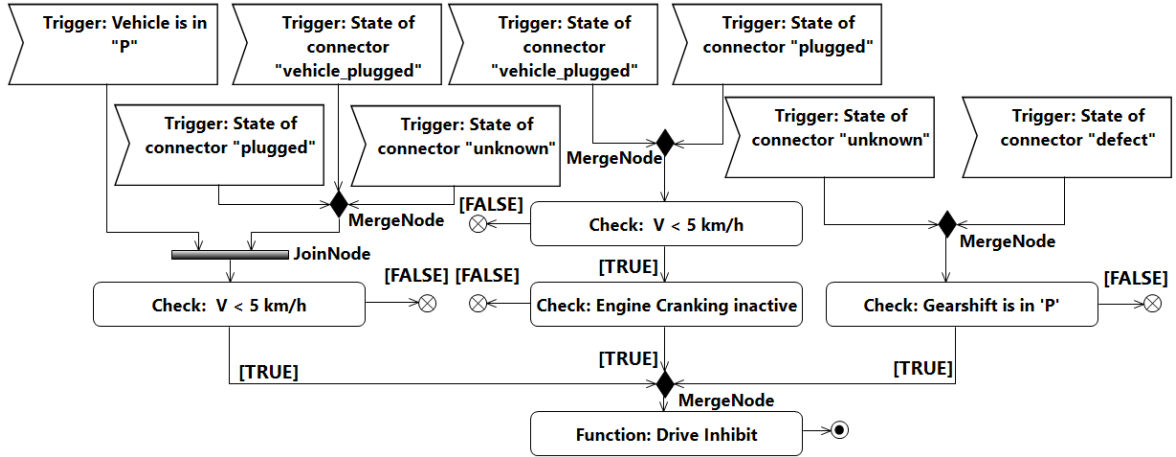 Trigger: Vehicle is in
"P"
Trigger: State of
connector
"vehicle_plugged"
Trigger: State of
connector
"vehicle_plugged"
Trigger: State of
connector "plugged"
Trigger: State of
connector "plugged"
Trigger: State of
connector "unknown"
Trigger: State of
connector "unknown"
Trigger: State of
connector "defect"
MergeNode
MergeNode
[FALSE]
Check:  V < 5 km/h
MergeNode
JoinNode
[TRUE]
[FALSE]
[FALSE]
[FALSE]
Check:  V < 5 km/h
Check: Engine Cranking inactive
Check: Gearshift is in 'P'
[TRUE]
[TRUE]
[TRUE]
MergeNode
Function: Drive Inhibit